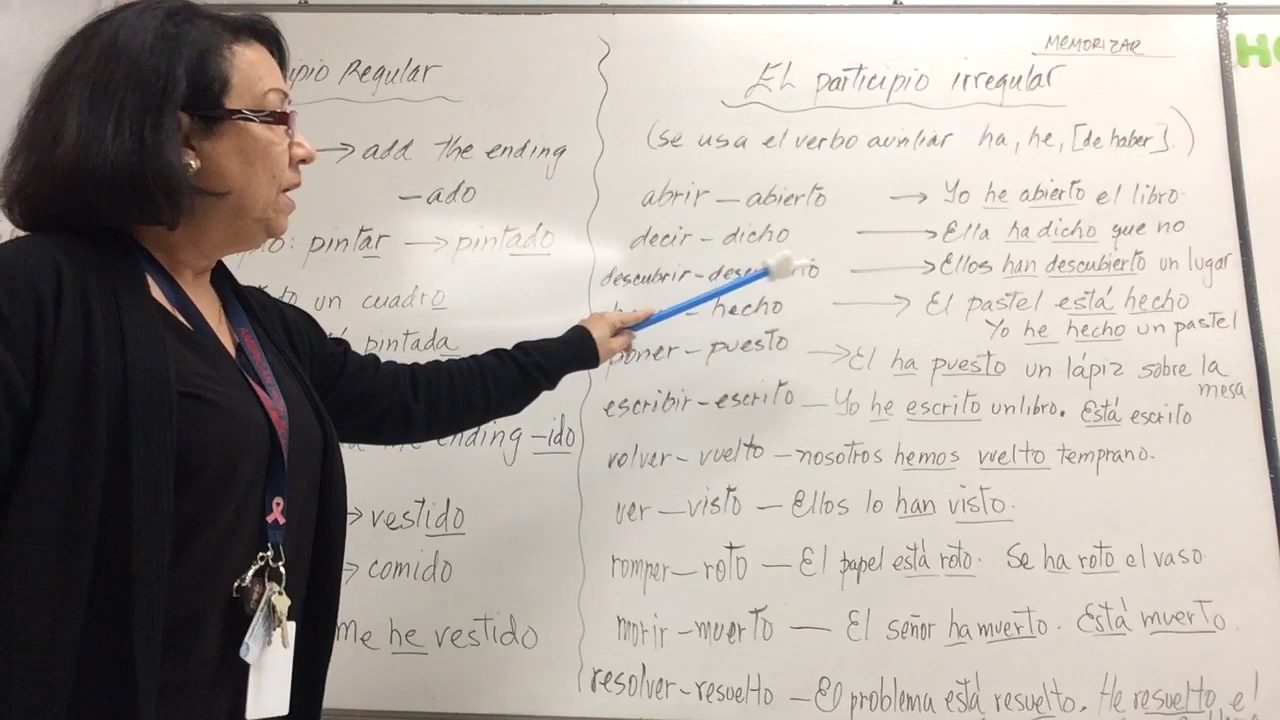 Regular
→ add the ending
-ado
pintar → pintado
un cuadro
pintada
ending -ido
→ vestido
→ comido
me he vestido
MEMORIZAR
EL participio irregular
(se usa el verbo auxiliar ha, he, [de haber].)
abrir - abierto → Yo he abierto el libro.
decir - dicho → Ella ha dicho que no
descubrir - → Ellos han descubierto un lugar
- hecho → El pastel está hecho
Yo he hecho un pastel
poner - puesto → El ha puesto un lápiz sobre la
mesa.
escribir - escrito - Yo he escrito un libro. Está escrito
volver - vuelto - nosotros hemos vuelto temprano.
ver - visto - Ellos lo han visto.
romper - roto - El papel está roto. Se ha roto el vaso.
morir - muerto - El señor ha muerto. Está muerto.
resolver - resuelto - El problema está resuelto. He resuelto el